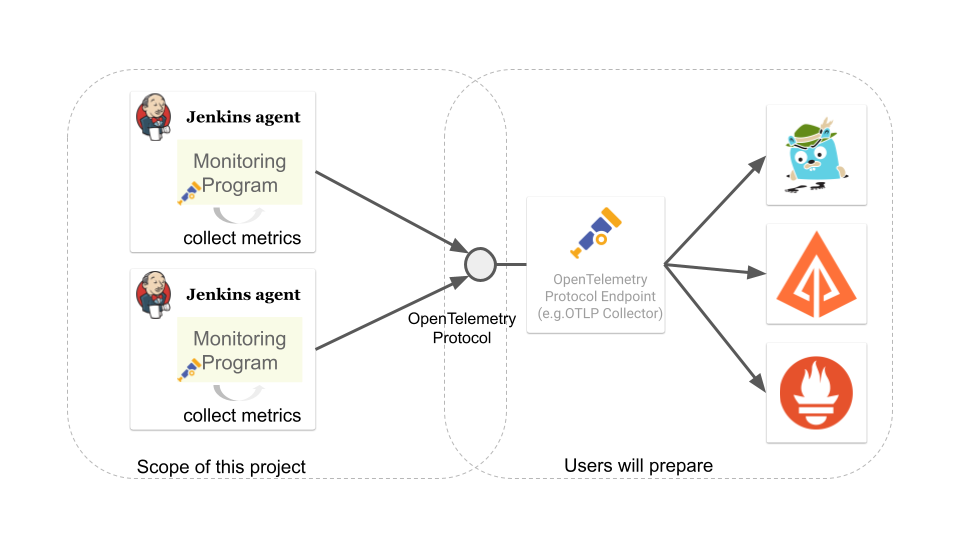 Jenkins agent
Monitoring
Program
collect metrics
Jenkins agent
Monitoring
Program
collect metrics
Scope of this project
OpenTelemetry
Protocol
OpenTelemetry
Protocol Endpoint
(e.g.OTLP Collector)
Users will prepare